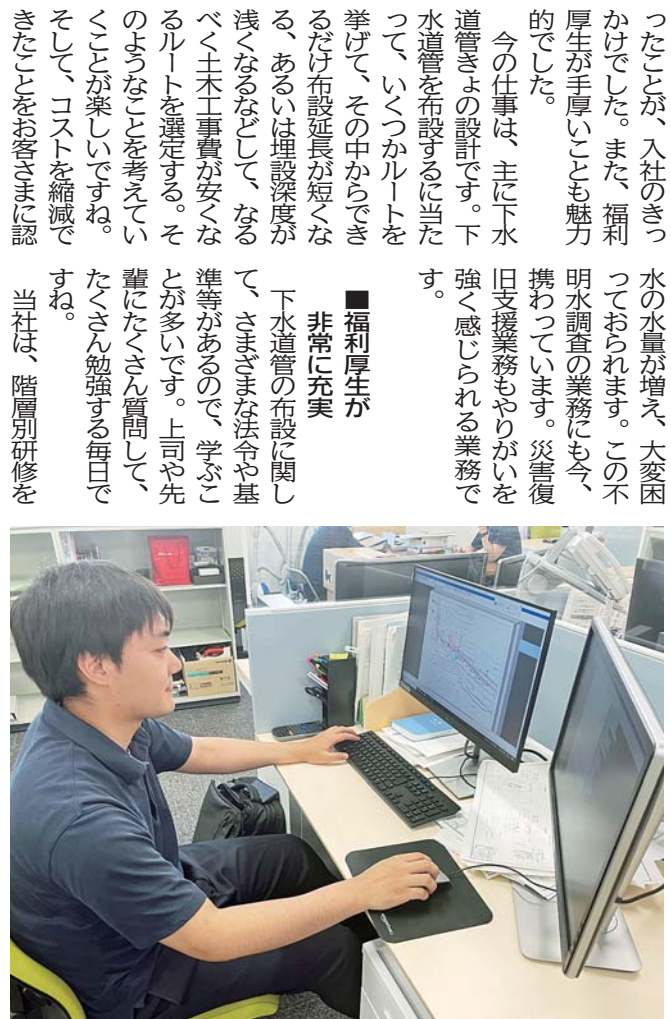 ったことが、入社のきっ
かけでした。また、福利
厚生が手厚いことも魅力
的でした。
今の仕事は、主に下水
道管きょの設計です。下
水道管を布設するに当た
って、いくつかルートを
挙げて、その中からでき
るだけ布設延長が短くな
る、あるいは埋設深度が
浅くなるなどして、なる
べく土木工事費が安くな
るルートを選定する。そ
のようなことを考えてい
くことが楽しいですね。
そして、コストを縮減で
きたことをお客さまに認
水の水量が増え、大変困
っておられます。この不
明水調査の業務にも今、
携わっています。災害復
旧支援業務もやりがいを
強く感じられる業務で
す。
■福利厚生が
非常に充実
下水道管の布設に関し
て、さまざまな法令や基
準等があるので、学ぶこ
とが多いです。上司や先
輩にたくさん質問して、
たくさん勉強する毎日で
すね。
当社は、階層別研修を